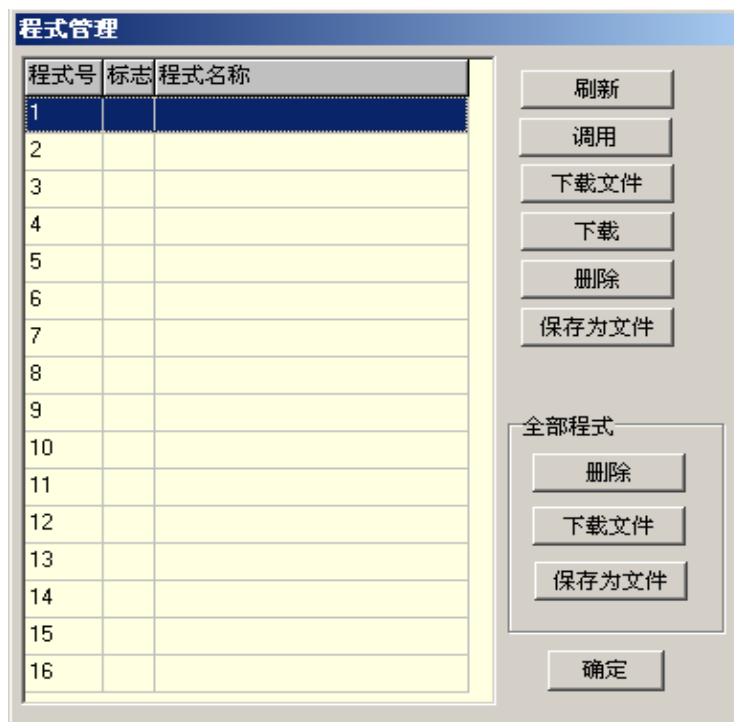 程式管理
程式号 标志 程式名称
1
2
3
4
5
6
7
8
9
10
11
12
13
14
15
16
刷新
调用
下载文件
下载
删除
保存为文件
全部程式
删除
下载文件
保存为文件
确定